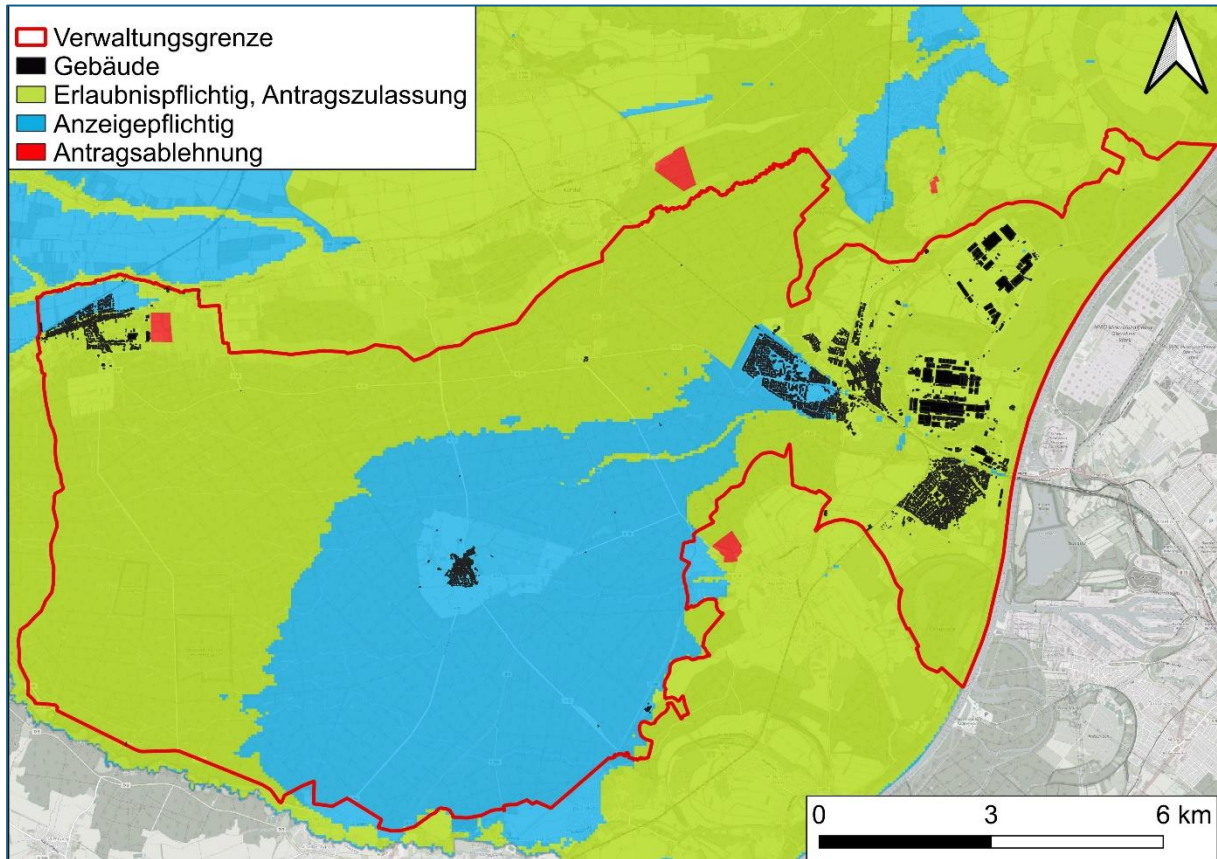 Verwaltungsgrenze
Gebäude
Erlaubnispflichtig, Antragszulassung
Anzeigepflichtig
Antragsablehnung
0 3 6 km